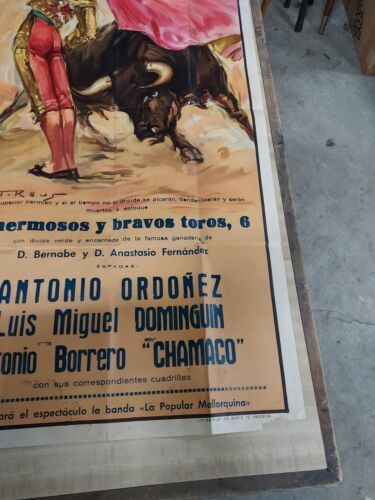 J. Reus
superior permiso y si el tiempo no lo impide se picarán, banderillearán y serán
muertos a estoque
hermosos y bravos toros, 6
con divisa verde y encarnada de la famosa ganadería de
D. Bernabe y D. Anastasio Fernández
ESPADAS:
ANTONIO ORDOÑEZ
Luis Miguel DOMINGUIN
tonio Borrero "CHAMACO"
con sus correspondientes cuadrillas
ará el espectáculo la banda «La Popular Mallorquina»
VALENCIA